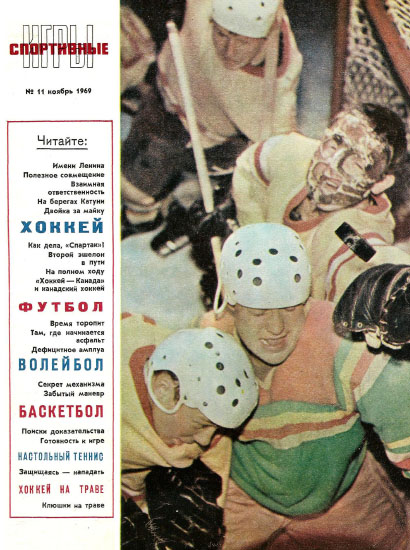 СПОРТИВНЫЕ
ИГРЫ
№ 11 ноябрь 1969
Читайте:
Имени Ленина
Полезное совмещение
Взаимная
ответственность
На берегах Катуни
Двойка за майку
ХОККЕЙ
Как дела, «Спартак»!
Второй эшелон
в пути
На полном ходу
«Хоккей — Канада»
и канадский хоккей
ФУТБОЛ
Время торопит
Там, где начинается
асфальт
Дефицитное амплуа
ВОЛЕЙБОЛ
Секрет механизма
Забытый маневр
БАСКЕТБОЛ
Поиски доказательства
Готовность к игре
НАСТОЛЬНЫЙ ТЕННИС
Защищаясь — нападать
ХОККЕЙ НА ТРАВЕ
Клюшки на траве